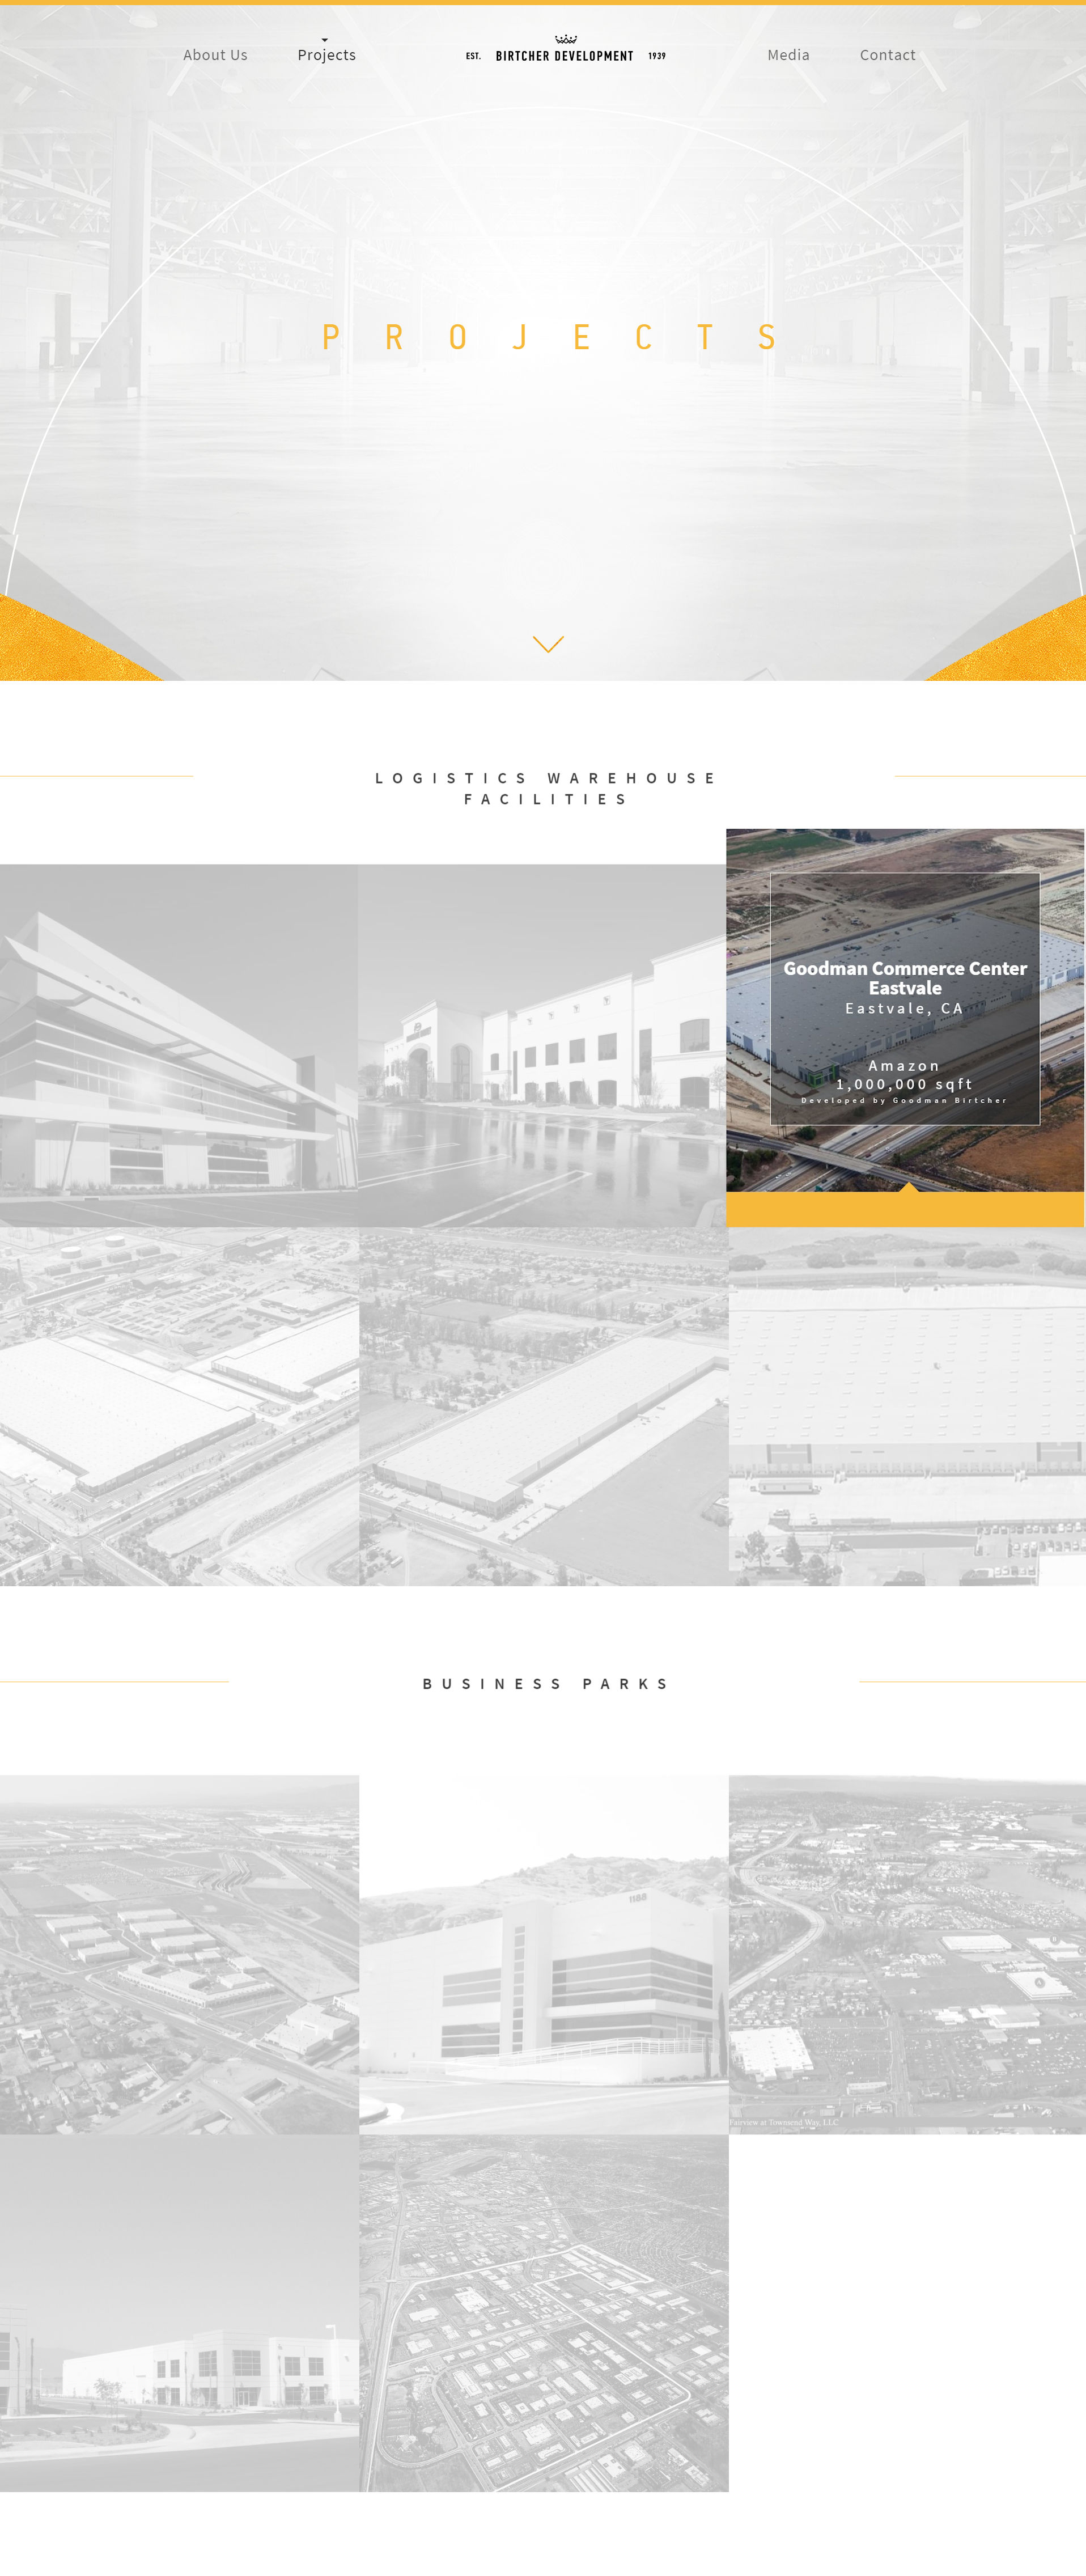 About Us
Projects
EST.
BIRTCHER DEVELOPMENT
1939
Media
Contact
PROJECTS
LOGISTICS WAREHOUSE
FACILITIES
Goodman Commerce Center
Eastvale
Eastvale, CA
Amazon
1,000,000 sqft
Developed by Goodman Birtcher
BUSINESS PARKS
1186
Fairview at Townsend Way, LLC